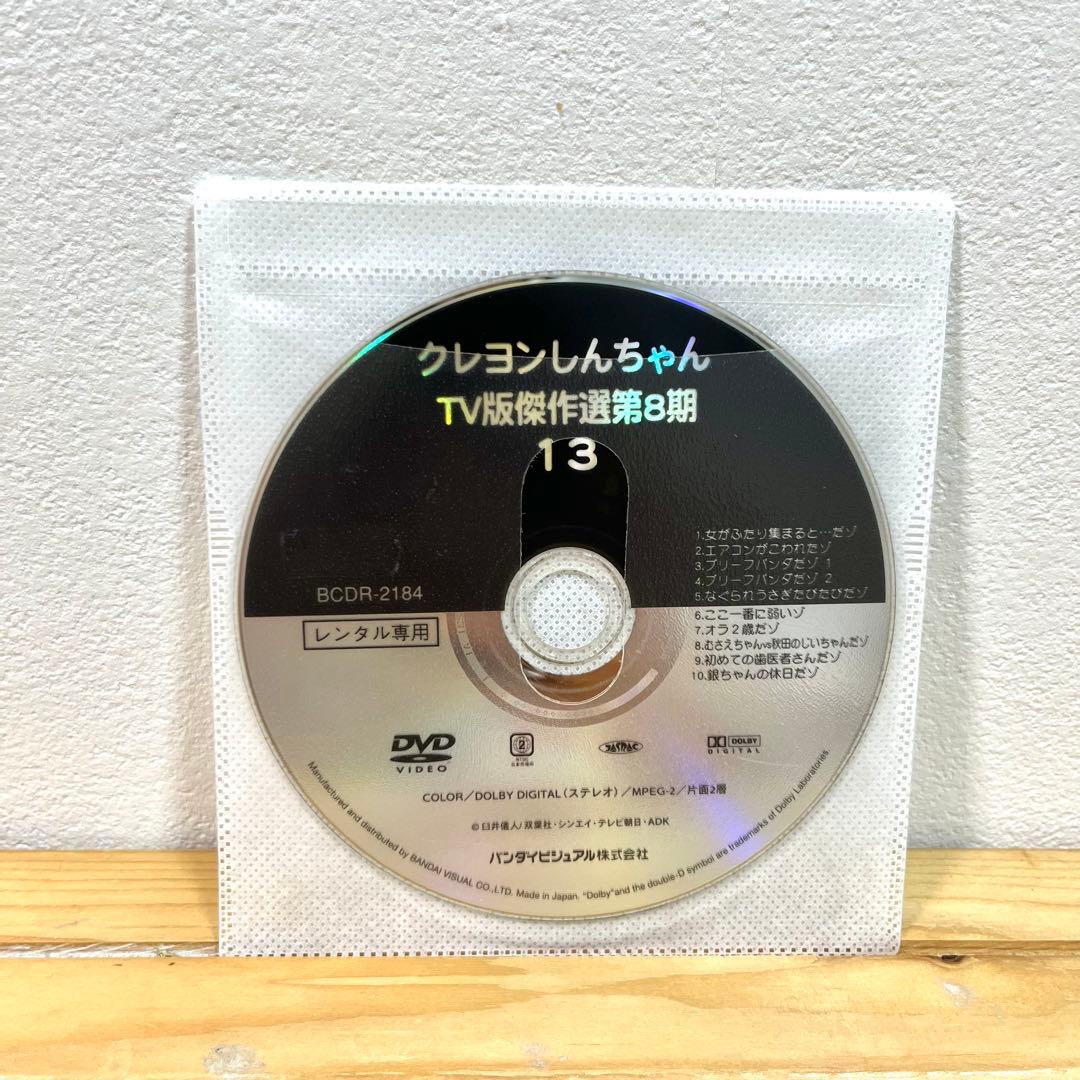 クレヨンしんちゃん
TV版傑作選第8期
13
1.女がふたり集まると…だゾ
2.エアコンがこわれたゾ
3.ブリーフパンダだゾ 1
4.ブリーフパンダだゾ 2
5.なぐられうさぎたびたびだゾ
6.ここ一番に弱いゾ
7.オラ2歳だゾ
8.むさえちゃんvs秋田のじいちゃんだゾ
9.初めての歯医者さんだゾ
10.銀ちゃんの休日だゾ
BCDR-2184
レンタル専用
DVD
VIDEO
2
NTSC
日本市場向
JASRAC
DOLBY
DIGITAL
COLOR/DOLBY DIGITAL(ステレオ)/MPEG-2/片面2層
©臼井儀人/双葉社・シンエイ・テレビ朝日・ADK
バンダイビジュアル株式会社
Manufactured and distributed by BANDAI VISUAL CO.,LTD. Made in Japan. "Dolby"and the double-D symbol are trademarks of Dolby Laboratories.